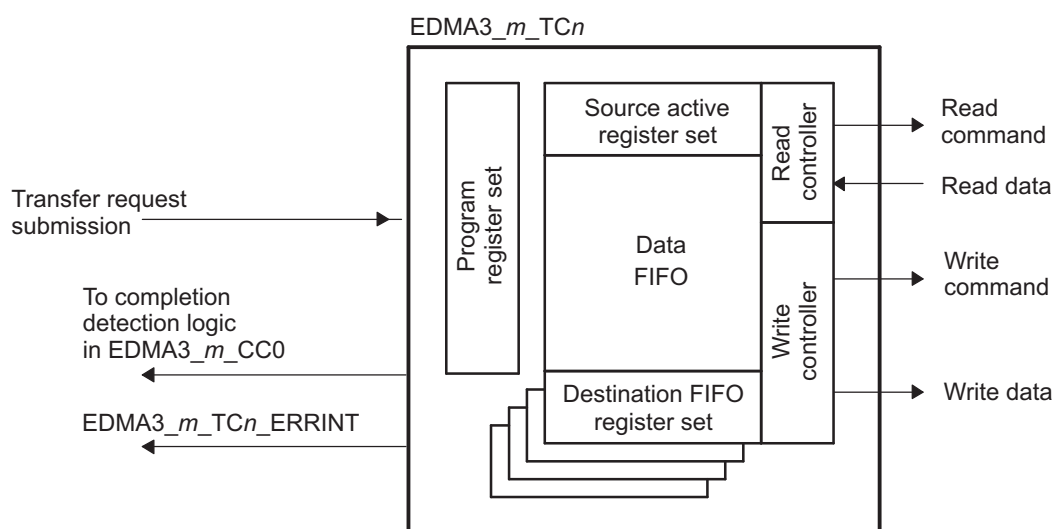 EDMA3_m_TCn
Source active
register set
Read
controller
Read
command
Read data
Transfer request
submission
Program
register set
Data
FIFO
Write
controller
Write
command
To completion
detection logic
in EDMA3_m_CC0
Destination FIFO
register set
Write data
EDMA3_m_TCn_ERRINT